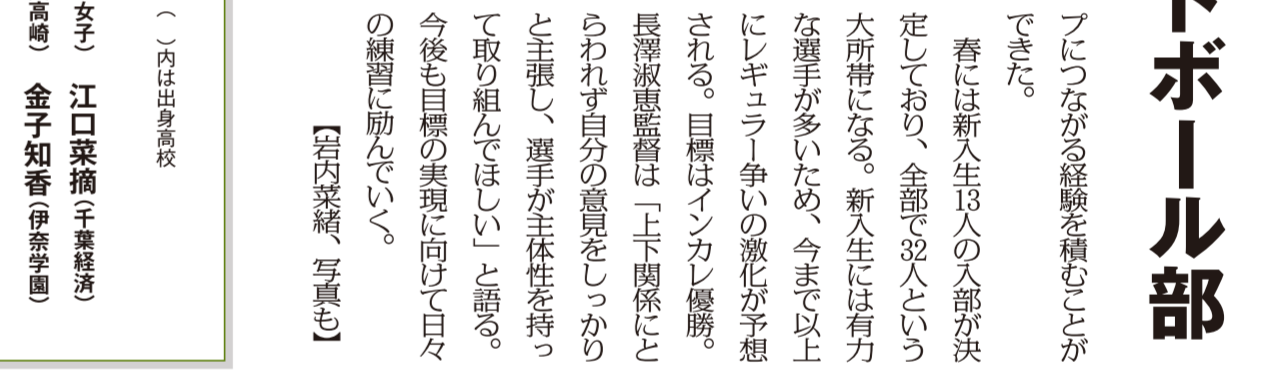 ドボール部
プにつながる経験を積むことが
できた。
春には新入生13人の入部が決
定しており、全部で32人という
大所帯になる。新入生には有力
な選手が多いため、今まで以上
にレギュラー争いの激化が予想
される。目標はインカレ優勝。
長澤淑恵監督は「上下関係にと
らわれず自分の意見をしっかり
と主張し、選手が主体性を持っ
て取り組んでほしい」と語る。
今後も目標の実現に向けて日々
の練習に励んでいく。
【岩内菜緒、写真も】
（ ）内は出身高校
女子） 江口菜摘（千葉経済）
高崎） 金子知香（伊奈学園）